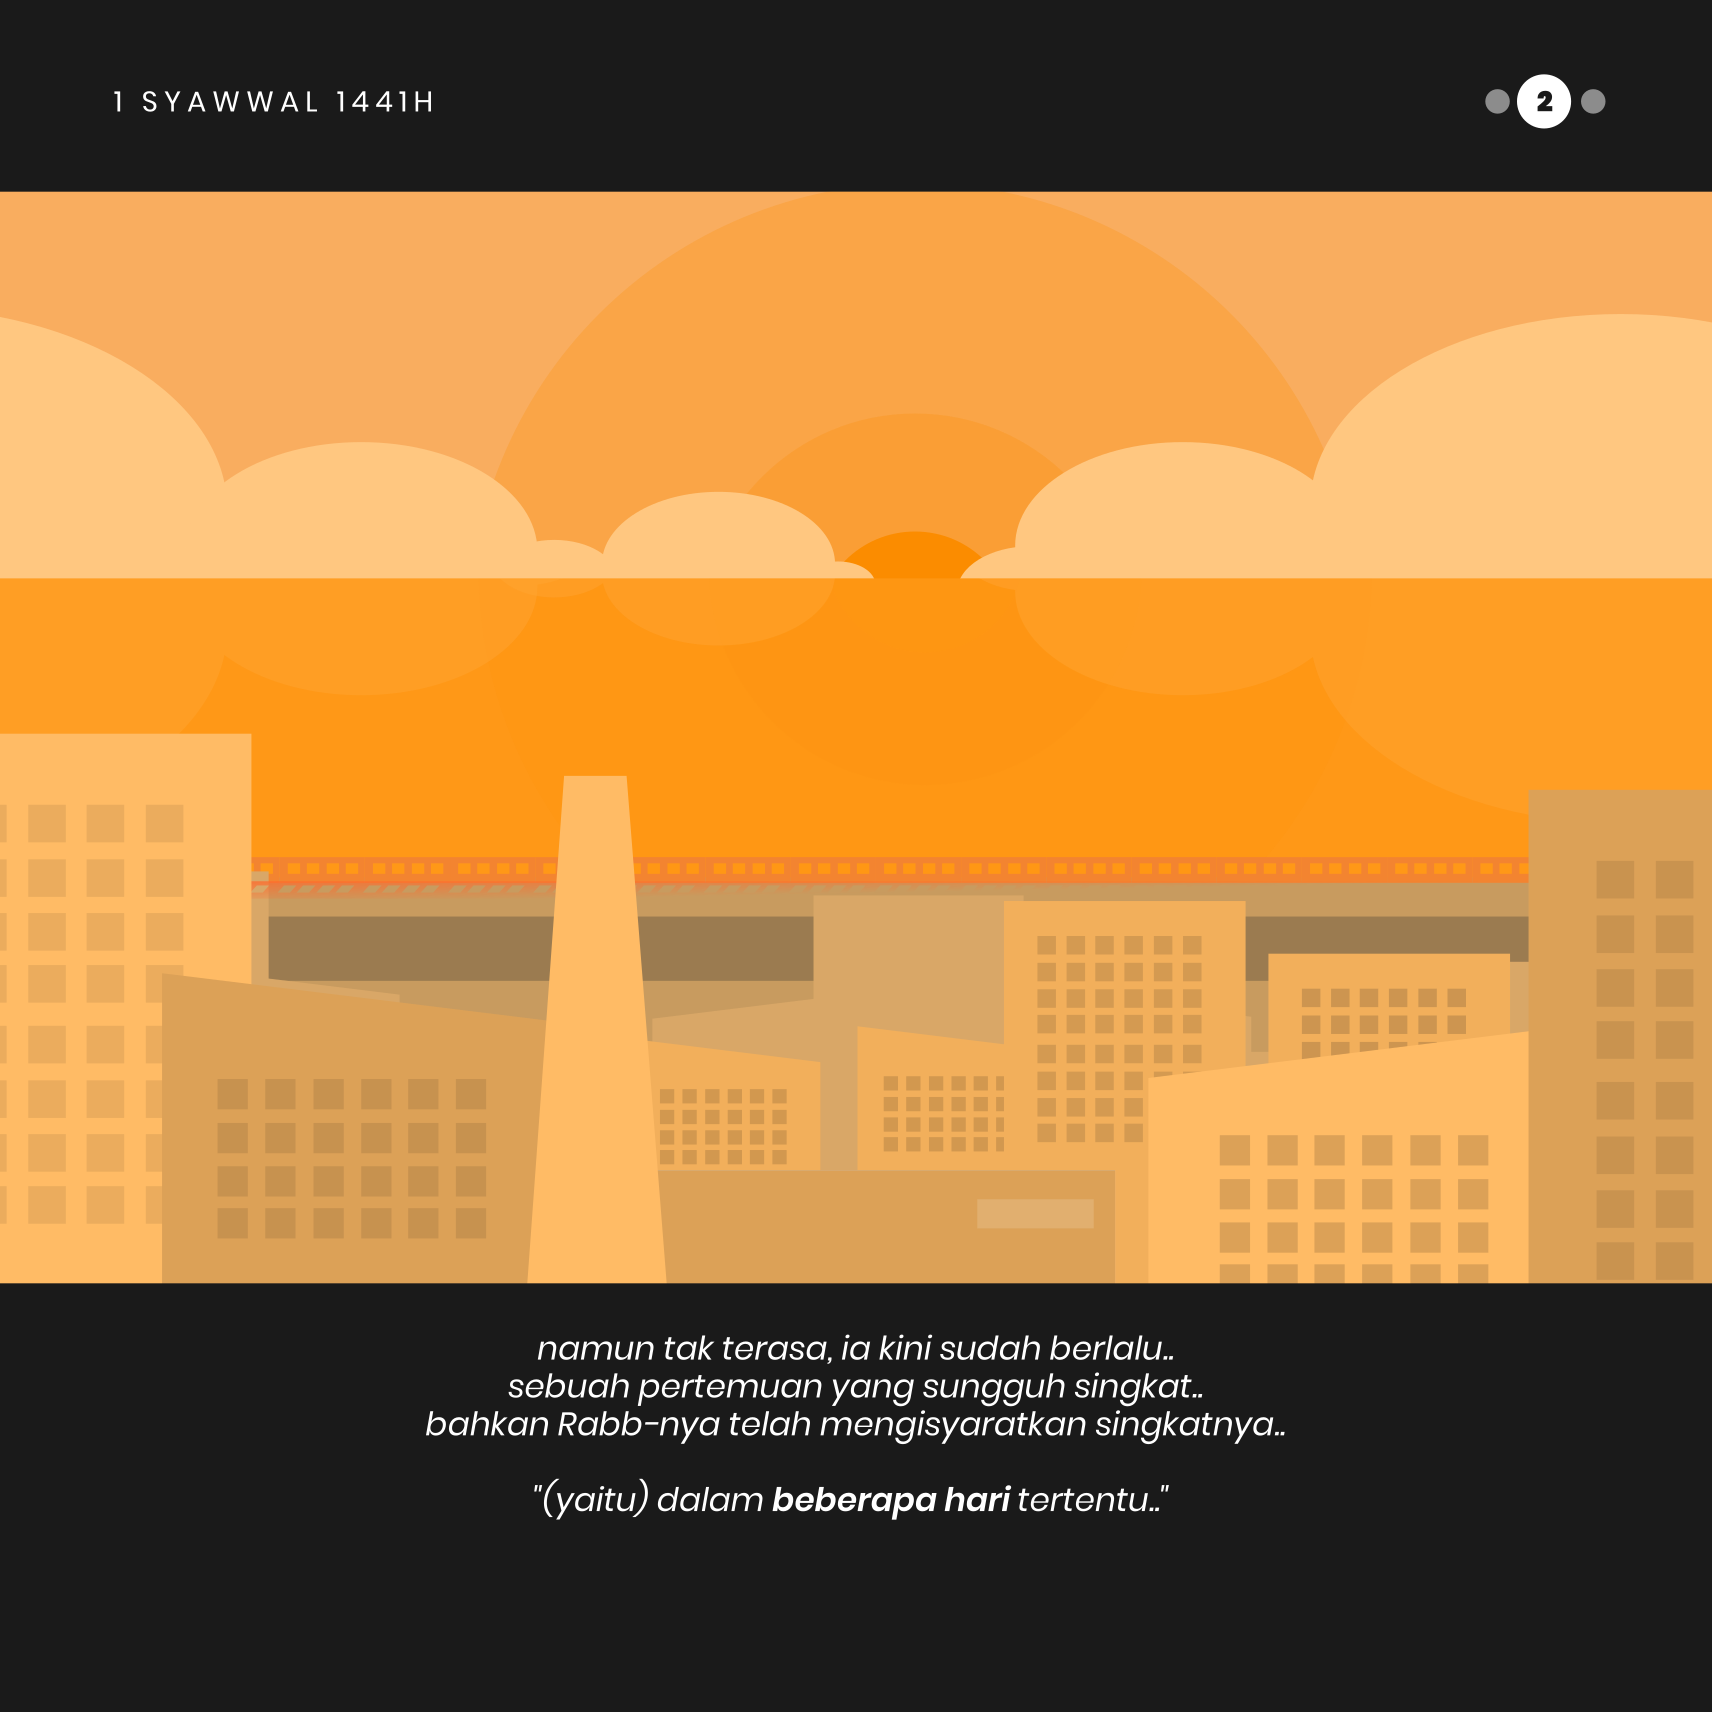 1 SYAWWAL 1441H
2
namun tak terasa, ia kini sudah berlalu..
sebuah pertemuan yang sungguh singkat..
bahkan Rabb-nya telah mengisyaratkan singkatnya..
"(yaitu) dalam beberapa hari tertentu.."